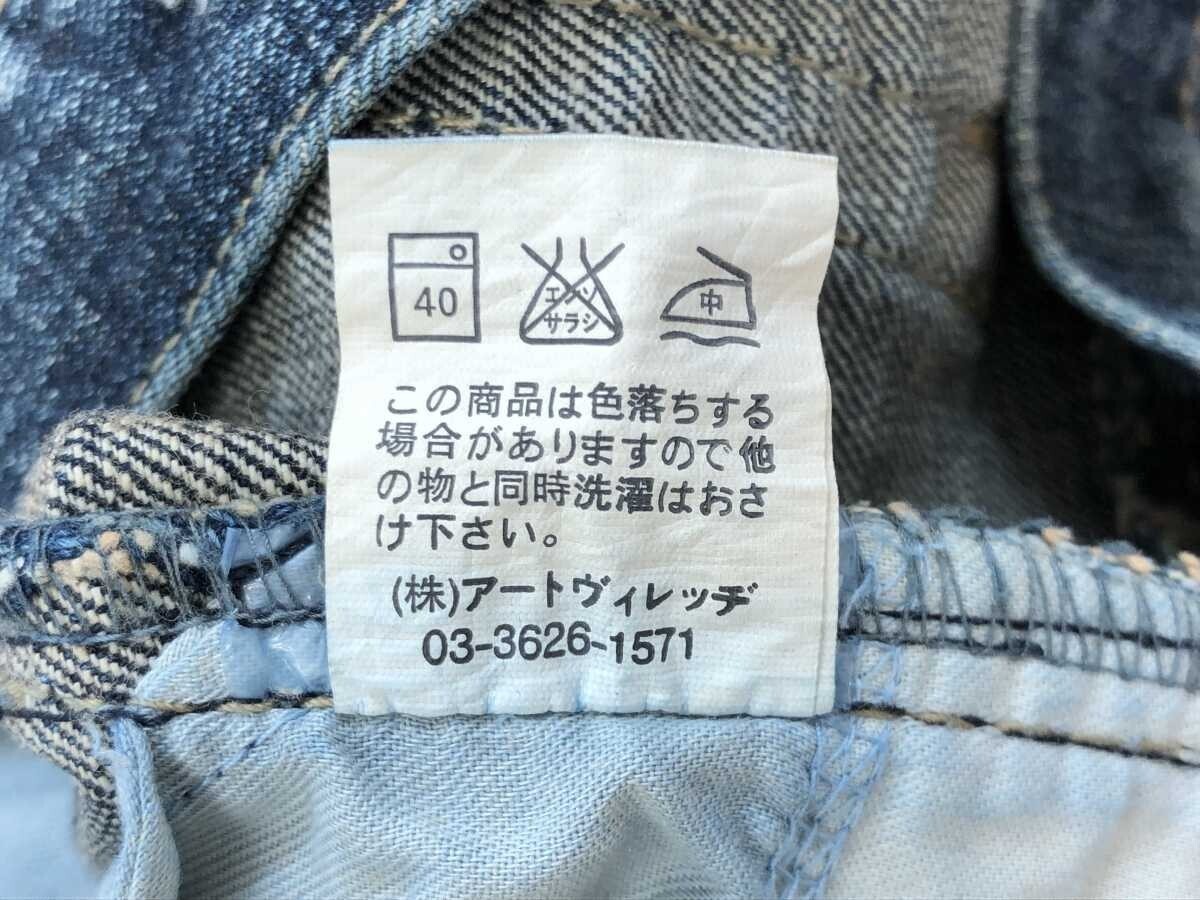 40
エンソ
サラシ
中
この商品は色落ちする
場合がありますので他
の物と同時洗濯はおさ
け下さい。
(株)アートヴィレッヂ
03-3626-1571